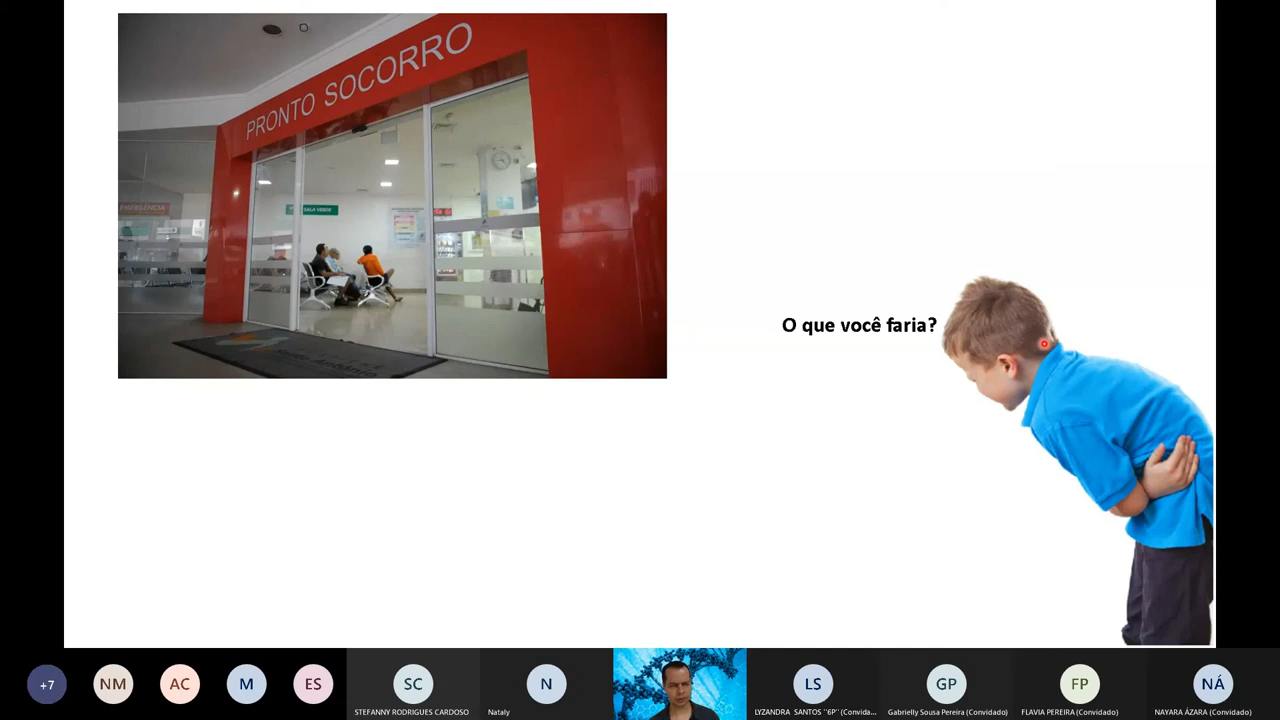 PRONTO SOCORRO
EMERGÊNCIA
SALA VERDE
O que você faria?
+7
NM
AC
M
ES
SC
N
LS
GP
FP
NÁ
STEFANNY RODRIGUES CARDOSO
Nataly
LYZANDRA SANTOS "6P" (Convida...
Gabrielly Sousa Pereira (Convidado)
FLAVIA PEREIRA (Convidado)
NAYARA ÁZARA (Convidado)